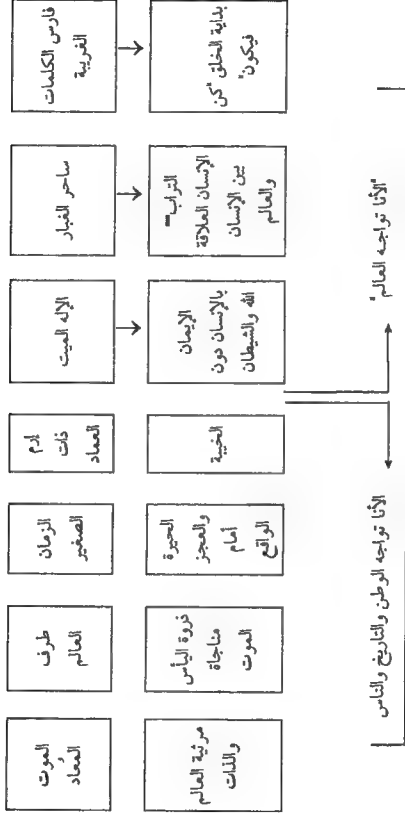 فارس الكلمات
الغريبة
بداية الخلق "كن
فيكون"
ساحر الغبار
التراب=
الإنسان العلاقة
بين الإنسان
والعالم
الإله الميت
الإيمان
بالإنسان دون
الله والشيطان
إرم
ذات
العماد
الخيبة
الزمان
الصغير
الحيرة
والعجز
أمام
الواقع
طرف
العالم
ذروة اليأس
مناجاة
الموت
الموت
المعادُ
مرثية العالم
والذات
"الأنا تواجه العالم"
الأنا تواجه الوطن والتاريخ والناس